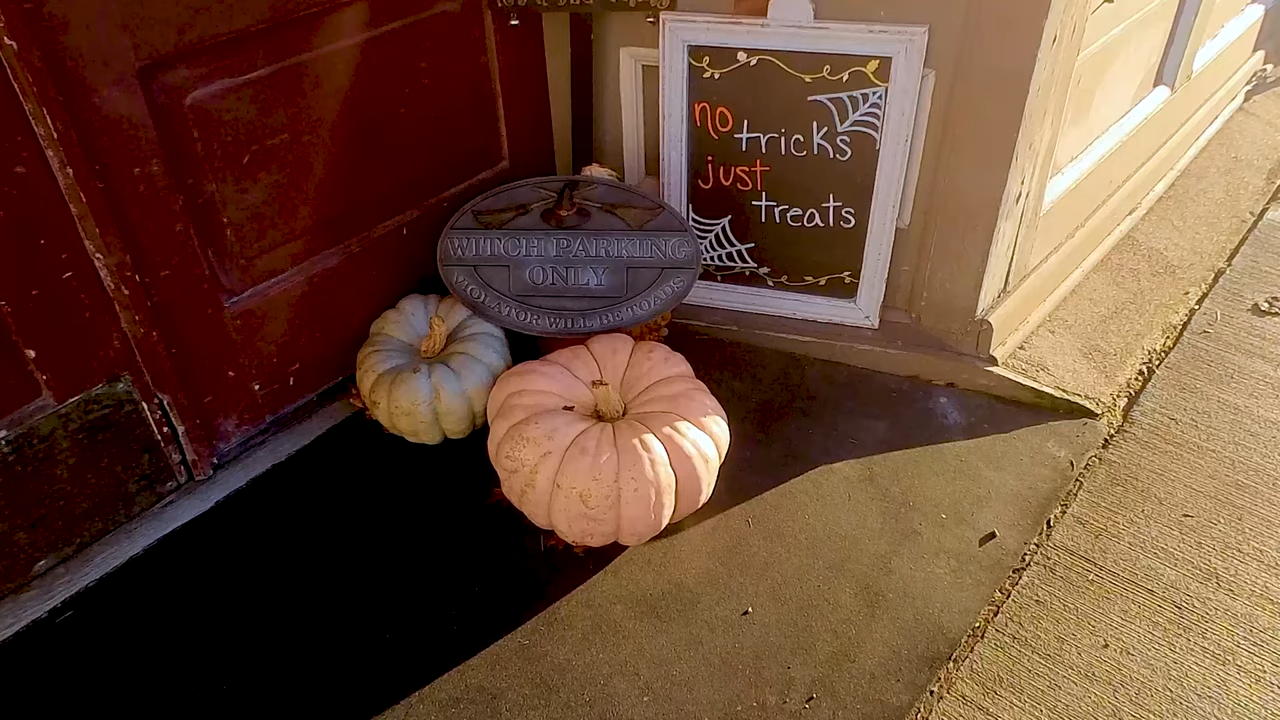 WITCH PARKING
ONLY
VIOLATOR WILL BE TOADS
no
tricks
just
treats